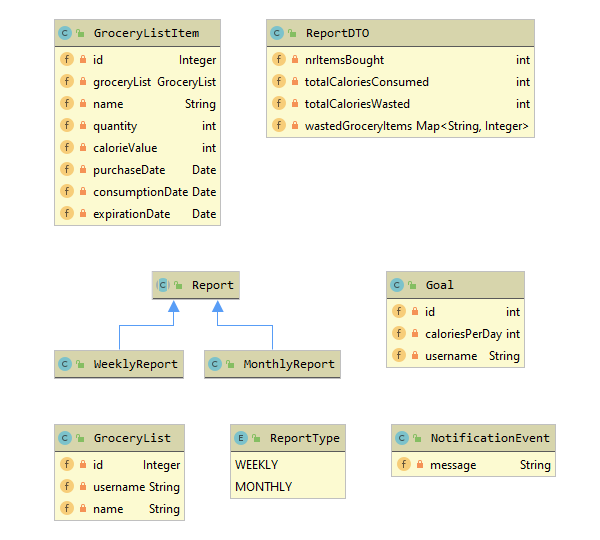 C GroceryListItem
f id Integer
f groceryList GroceryList
f name String
f quantity int
f calorieValue int
f purchaseDate Date
f consumptionDate Date
f expirationDate Date
C ReportDTO
f nrItemsBought int
f totalCaloriesConsumed int
f totalCaloriesWasted int
f wastedGroceryItems Map<String, Integer>
C Report
C WeeklyReport
C MonthlyReport
C Goal
f id int
f caloriesPerDay int
f username String
C GroceryList
f id Integer
f username String
f name String
E ReportType
WEEKLY
MONTHLY
C NotificationEvent
f message String